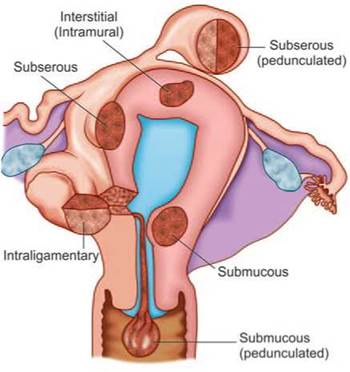 Interstitial
(Intramural)
Subserous
(pedunculated)
Subserous
Intraligamentary
Submucous
Submucous
(pedunculated)